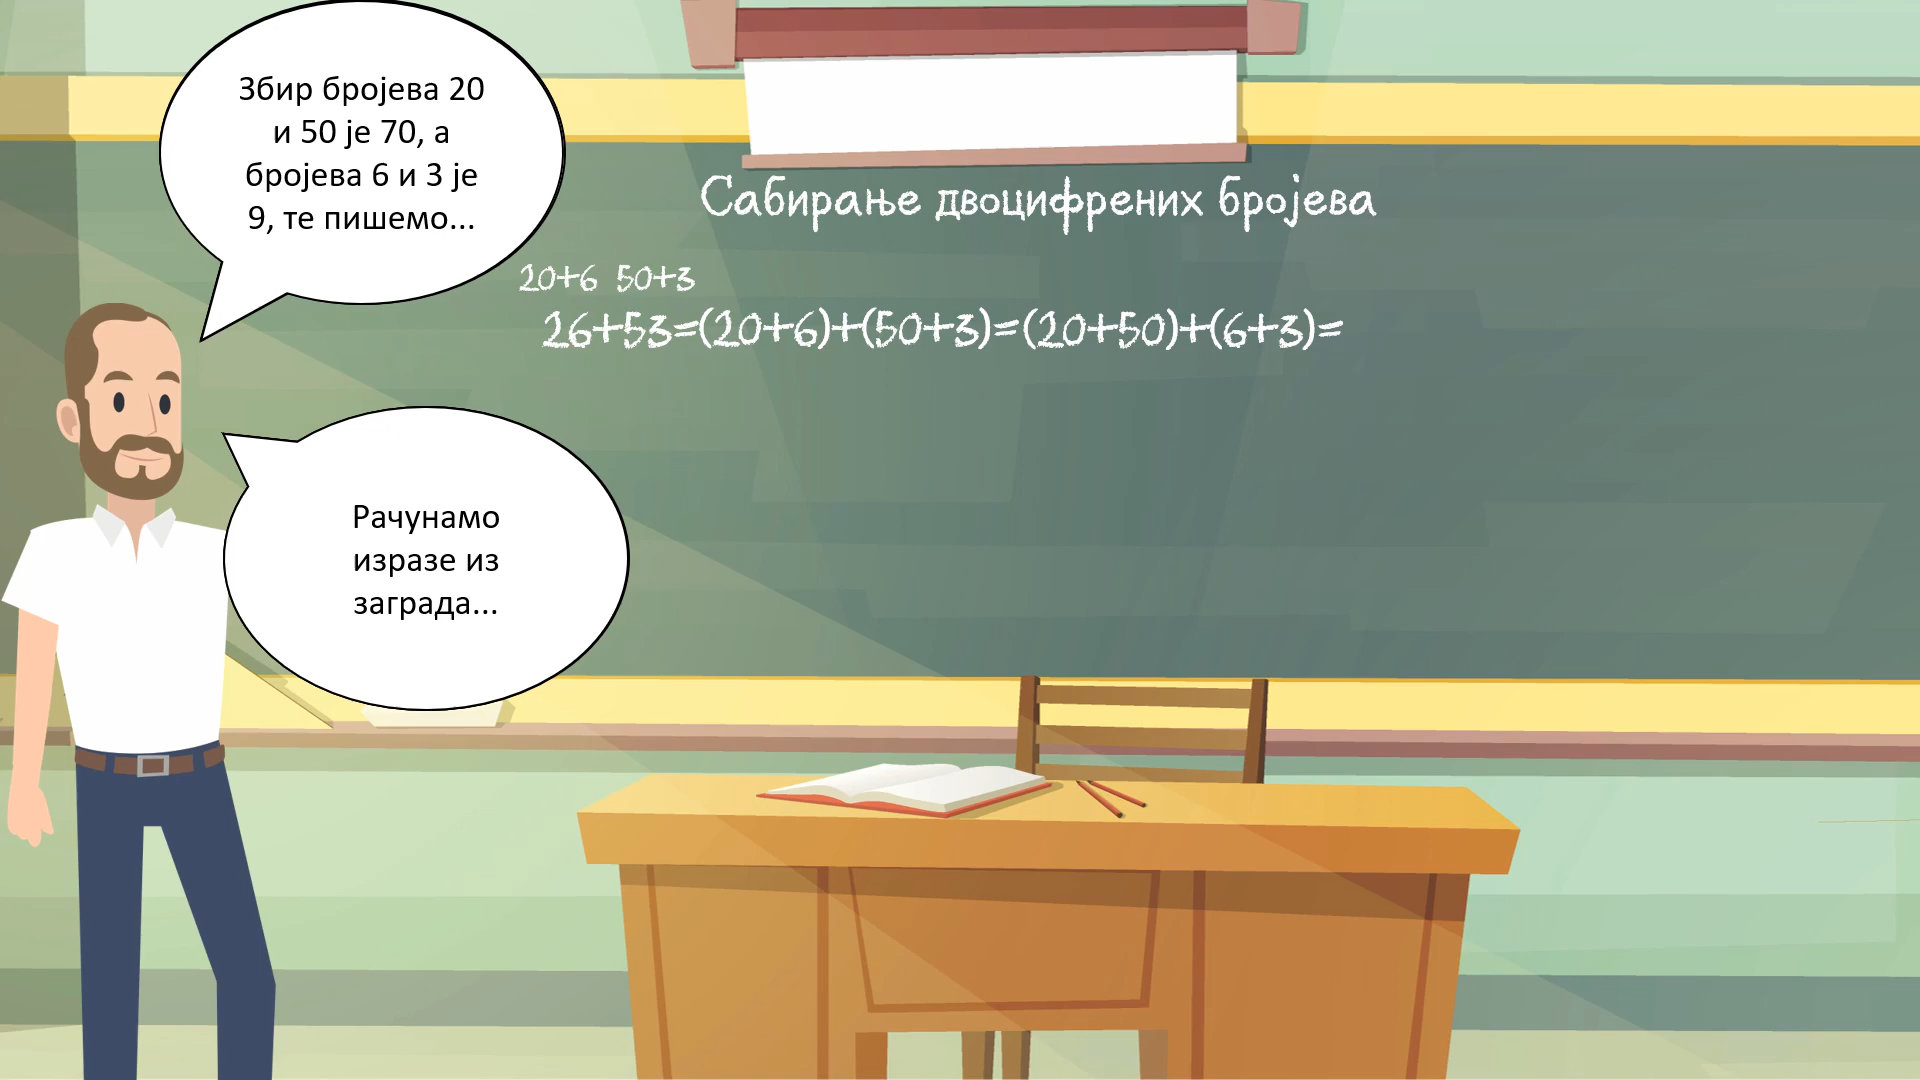 Збир бројева 20
и 50 је 70, а
бројева 6 и 3 је
9, те пишемо...
Сабирање двоцифрених бројева
20+6 50+3
26+53=(20+6)+(50+3)=(20+50)+(6+3)=
Рачунамо
изразе из
заграда...